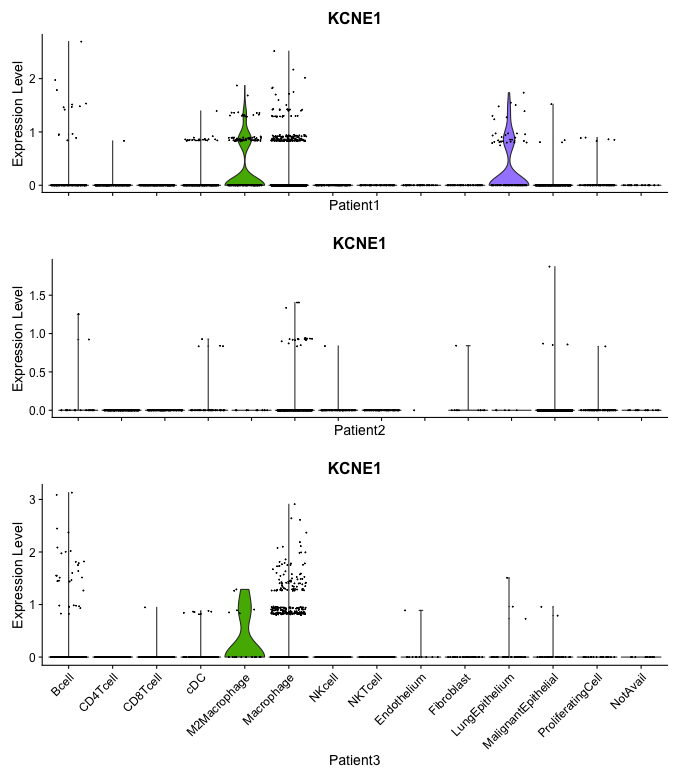 KCNE1
Expression Level
2
1
0
Patient1
KCNE1
Expression Level
1.5
1.0
0.5
0.0
Patient2
KCNE1
Expression Level
3
2
1
0
Bcell
CD4Tcell
CD8Tcell
cDC
M2Macrophage
Macrophage
NKcell
NKTcell
Endothelium
Fibroblast
LungEpithelium
MalignantEpithelial
ProliferatingCell
NotAvail
Patient3